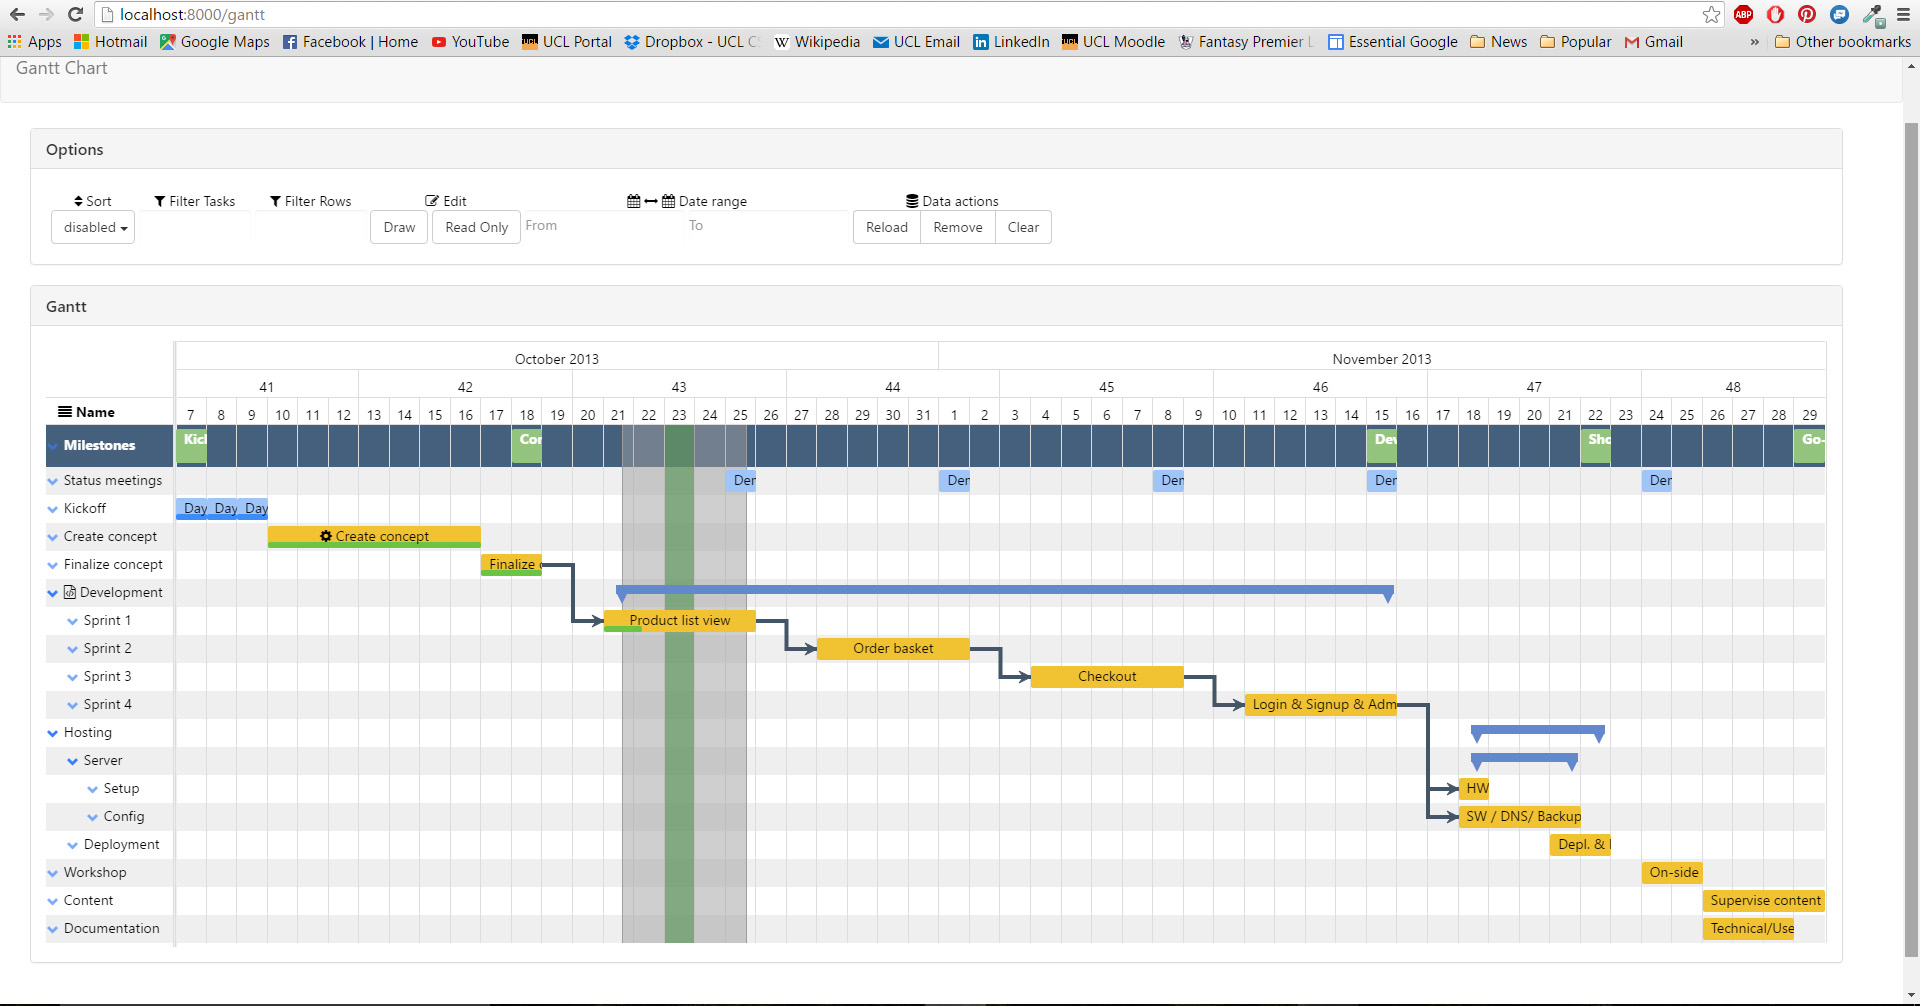 localhost:8000/gantt
Apps Hotmail Google Maps Facebook | Home YouTube UCL Portal Dropbox - UCL C Wikipedia UCL Email LinkedIn UCL Moodle Fantasy Premier Essential Google News Popular Gmail » Other bookmarks
Gantt Chart
Options
Sort Filter Tasks Filter Rows Edit Date range Data actions
disabled Draw Read Only From To Reload Remove Clear
Gantt
October 2013 November 2013
41 42 43 44 45 46 47 48
Name 7 8 9 10 11 12 13 14 15 16 17 18 19 20 21 22 23 24 25 26 27 28 29 30 31 1 2 3 4 5 6 7 8 9 10 11 12 13 14 15 16 17 18 19 20 21 22 23 24 25 26 27 28 29
Milestones Kic Cor Dev Sho Go-
Status meetings Der Der Der Der Der
Kickoff Day Day Day
Create concept Create concept
Finalize concept Finalize
Development
Sprint 1 Product list view
Sprint 2 Order basket
Sprint 3 Checkout
Sprint 4 Login & Signup & Adm
Hosting
Server
Setup HW
Config SW / DNS/ Backup
Deployment Depl. &
Workshop On-side
Content Supervise content
Documentation Technical/Use